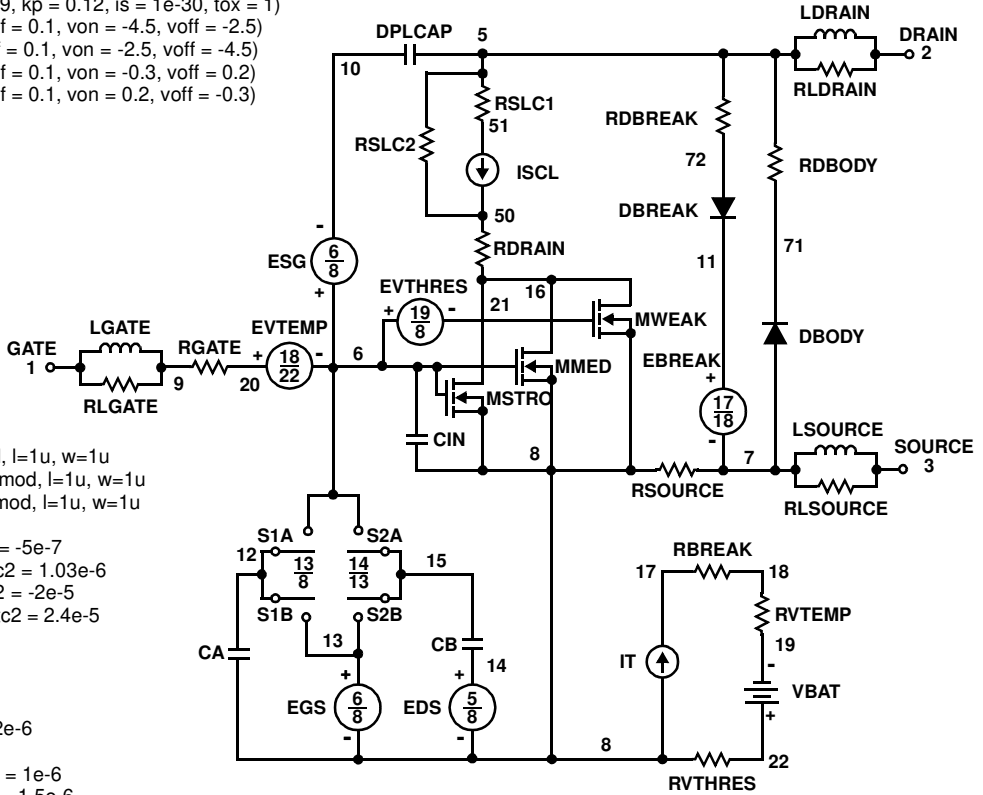 9, kp = 0.12, is = 1e-30, tox = 1)
f = 0.1, von = -4.5, voff = -2.5)
f = 0.1, von = -2.5, voff = -4.5)
f = 0.1, von = -0.3, voff = 0.2)
f = 0.1, von = 0.2, voff = -0.3)
LDRAIN
DPLCAP
5
DRAIN
2
10
RLDRAIN
RSLC1
51
RDBREAK
RSLC2
72
RDBODY
ISCL
DBREAK
50
-
RDRAIN
71
ESG
6
8
11
+
EVTHRES
16
21
+
19
8
-
MWEAK
LGATE
EVTEMP
GATE
1
RGATE
+
18
22
-
6
MMED
EBREAK
DBODY
9
20
+
RLGATE
MSTRO
17
18
-
CIN
LSOURCE
SOURCE
3
8
7
RSOURCE
RLSOURCE
, l=1u, w=1u
mod, l=1u, w=1u
mod, l=1u, w=1u
= -5e-7
c2 = 1.03e-6
2 = -2e-5
c2 = 2.4e-5
S1A
S2A
12
13
8
14
13
15
RBREAK
17
18
S1B
S2B
RVTEMP
13
CB
19
CA
14
IT
-
+
+
VBAT
EGS
6
8
EDS
5
8
+
-
-
2e-6
8
22
= 1e-6
RVTHRES